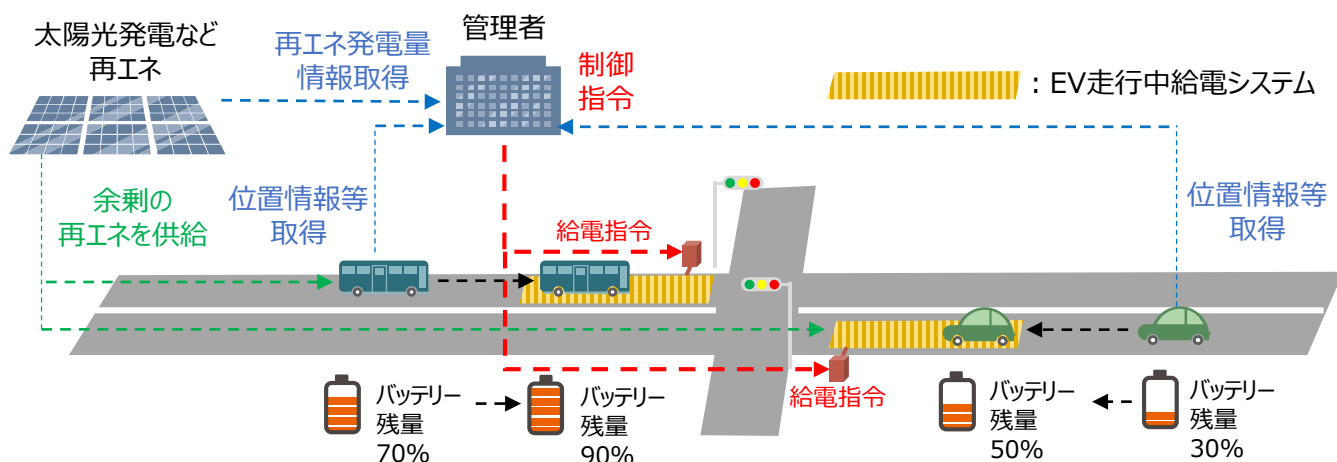 太陽光発電など
再エネ
再エネ発電量
情報取得
管理者
制御
指令
：EV走行中給電システム
余剰の
再エネを供給
位置情報等
取得
給電指令
位置情報等
取得
給電指令
バッテリー
残量
70%
バッテリー
残量
90%
バッテリー
残量
50%
バッテリー
残量
30%